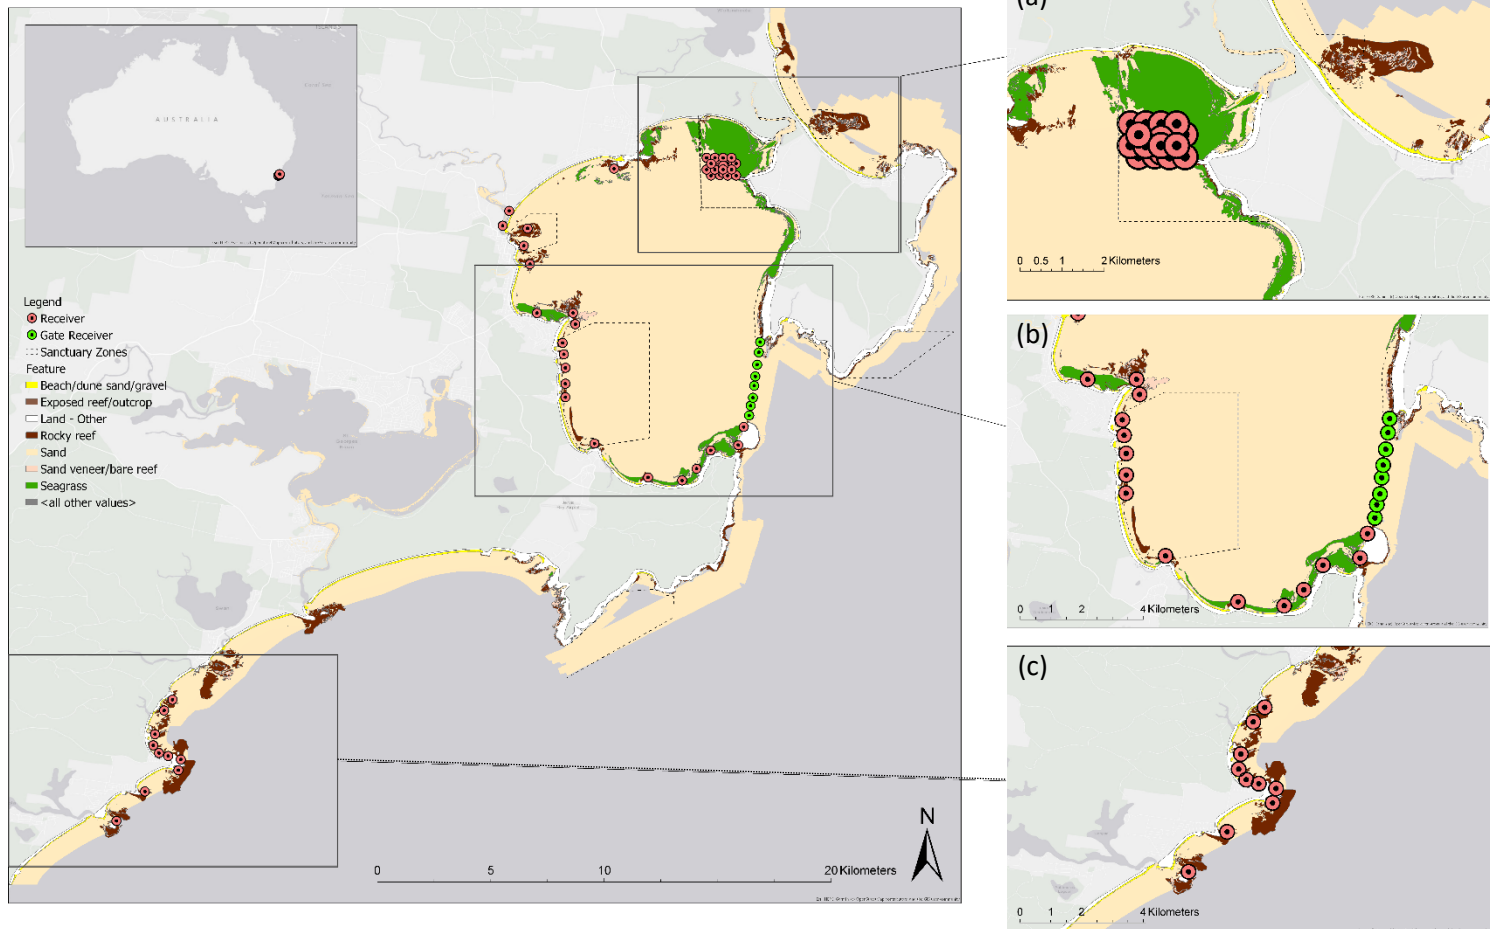 AUSTRALIA
Legend
Receiver
Gate Receiver
Sanctuary Zones
Feature
Beach/dune sand/gravel
Exposed reef/outcrop
Land - Other
Rocky reef
Sand
Sand veneer/bare reef
Seagrass
<all other values>
N
0 5 10 20 Kilometers
(a)
0 0.5 1 2 Kilometers
(b)
0 1 2 4 Kilometers
(c)
0 1 2 4 Kilometers